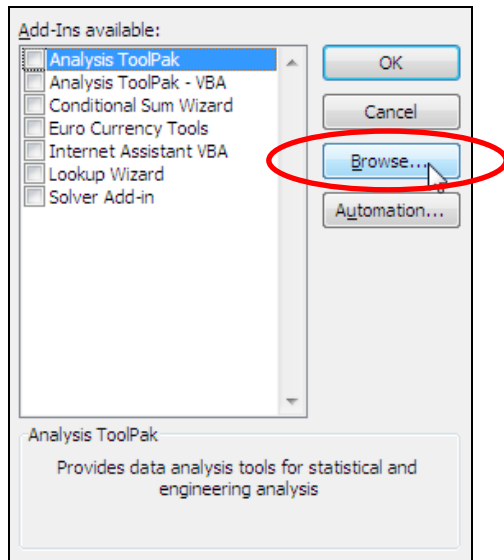 Add-Ins available:
Analysis ToolPak
Analysis ToolPak - VBA
Conditional Sum Wizard
Euro Currency Tools
Internet Assistant VBA
Lookup Wizard
Solver Add-in
OK
Cancel
Browse...
Automation...
Analysis ToolPak
Provides data analysis tools for statistical and
engineering analysis